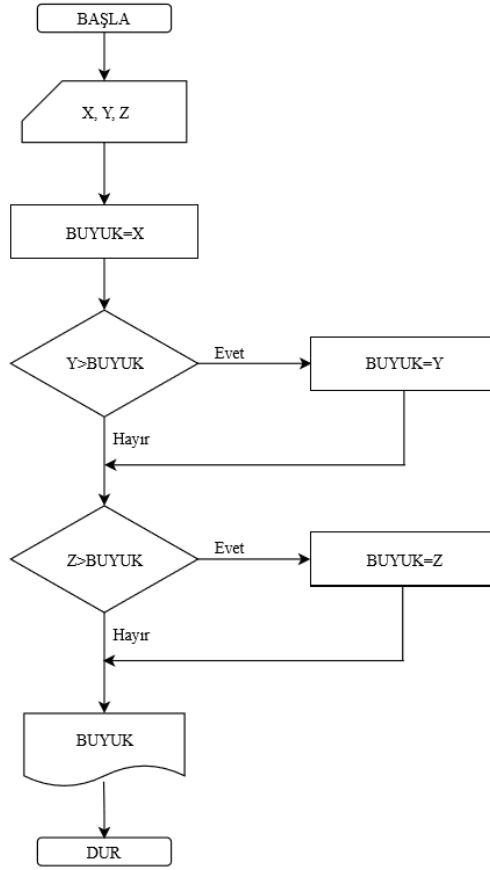 BAŞLA
X, Y, Z
BUYUK=X
Y>BUYUK
Evet
BUYUK=Y
Hayır
Z>BUYUK
Evet
BUYUK=Z
Hayır
BUYUK
DUR